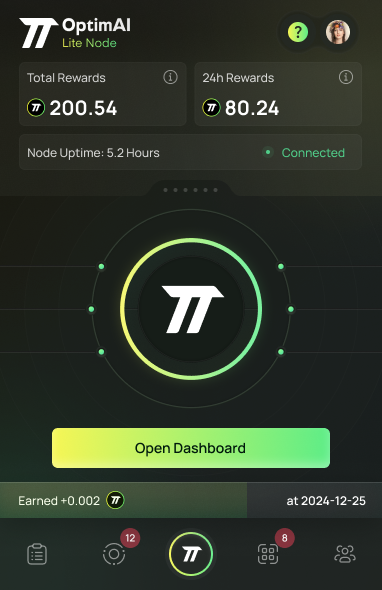 OptimAI
Lite Node
?
Total Rewards
24h Rewards
200.54
80.24
Node Uptime: 5.2 Hours
Connected
Open Dashboard
Earned +0.002
at 2024-12-25
12
8